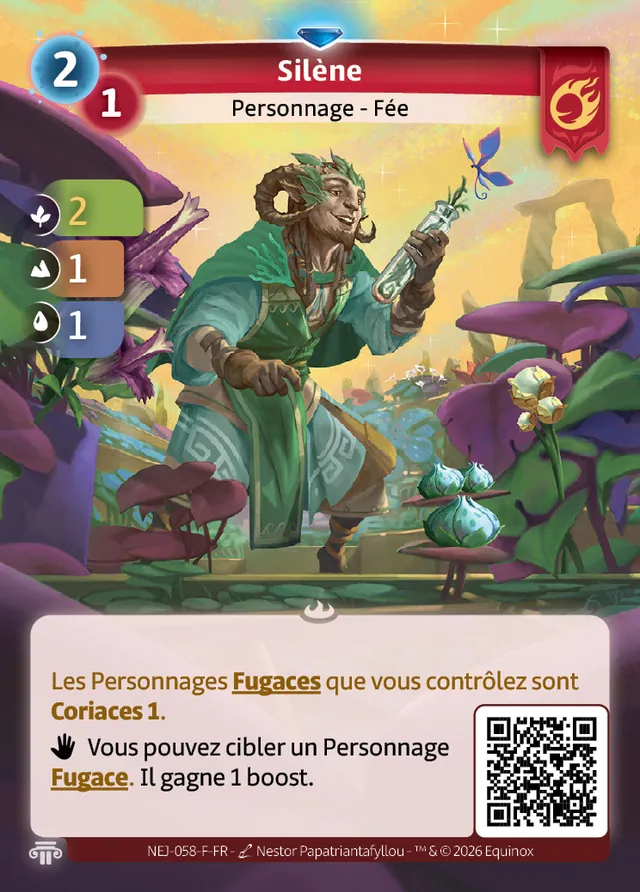 2
1
Silène
Personnage - Fée
2
1
1
Les Personnages Fugaces que vous contrôlez sont
Coriaces 1.
Vous pouvez cibler un Personnage
Fugace. Il gagne 1 boost.
NEJ-058-F-FR - Nestor Papatriantafyllou - ™ & © 2026 Equinox